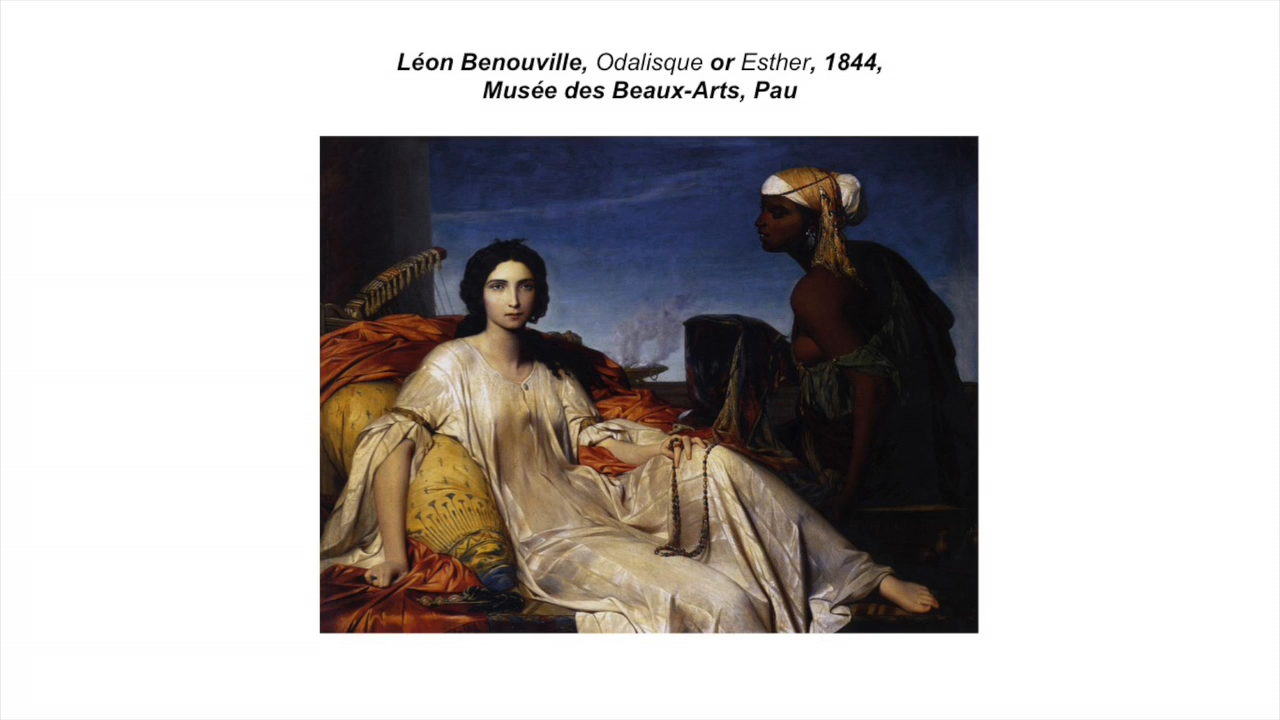 Léon Benouville, Odalisque or Esther, 1844,
Musée des Beaux-Arts, Pau